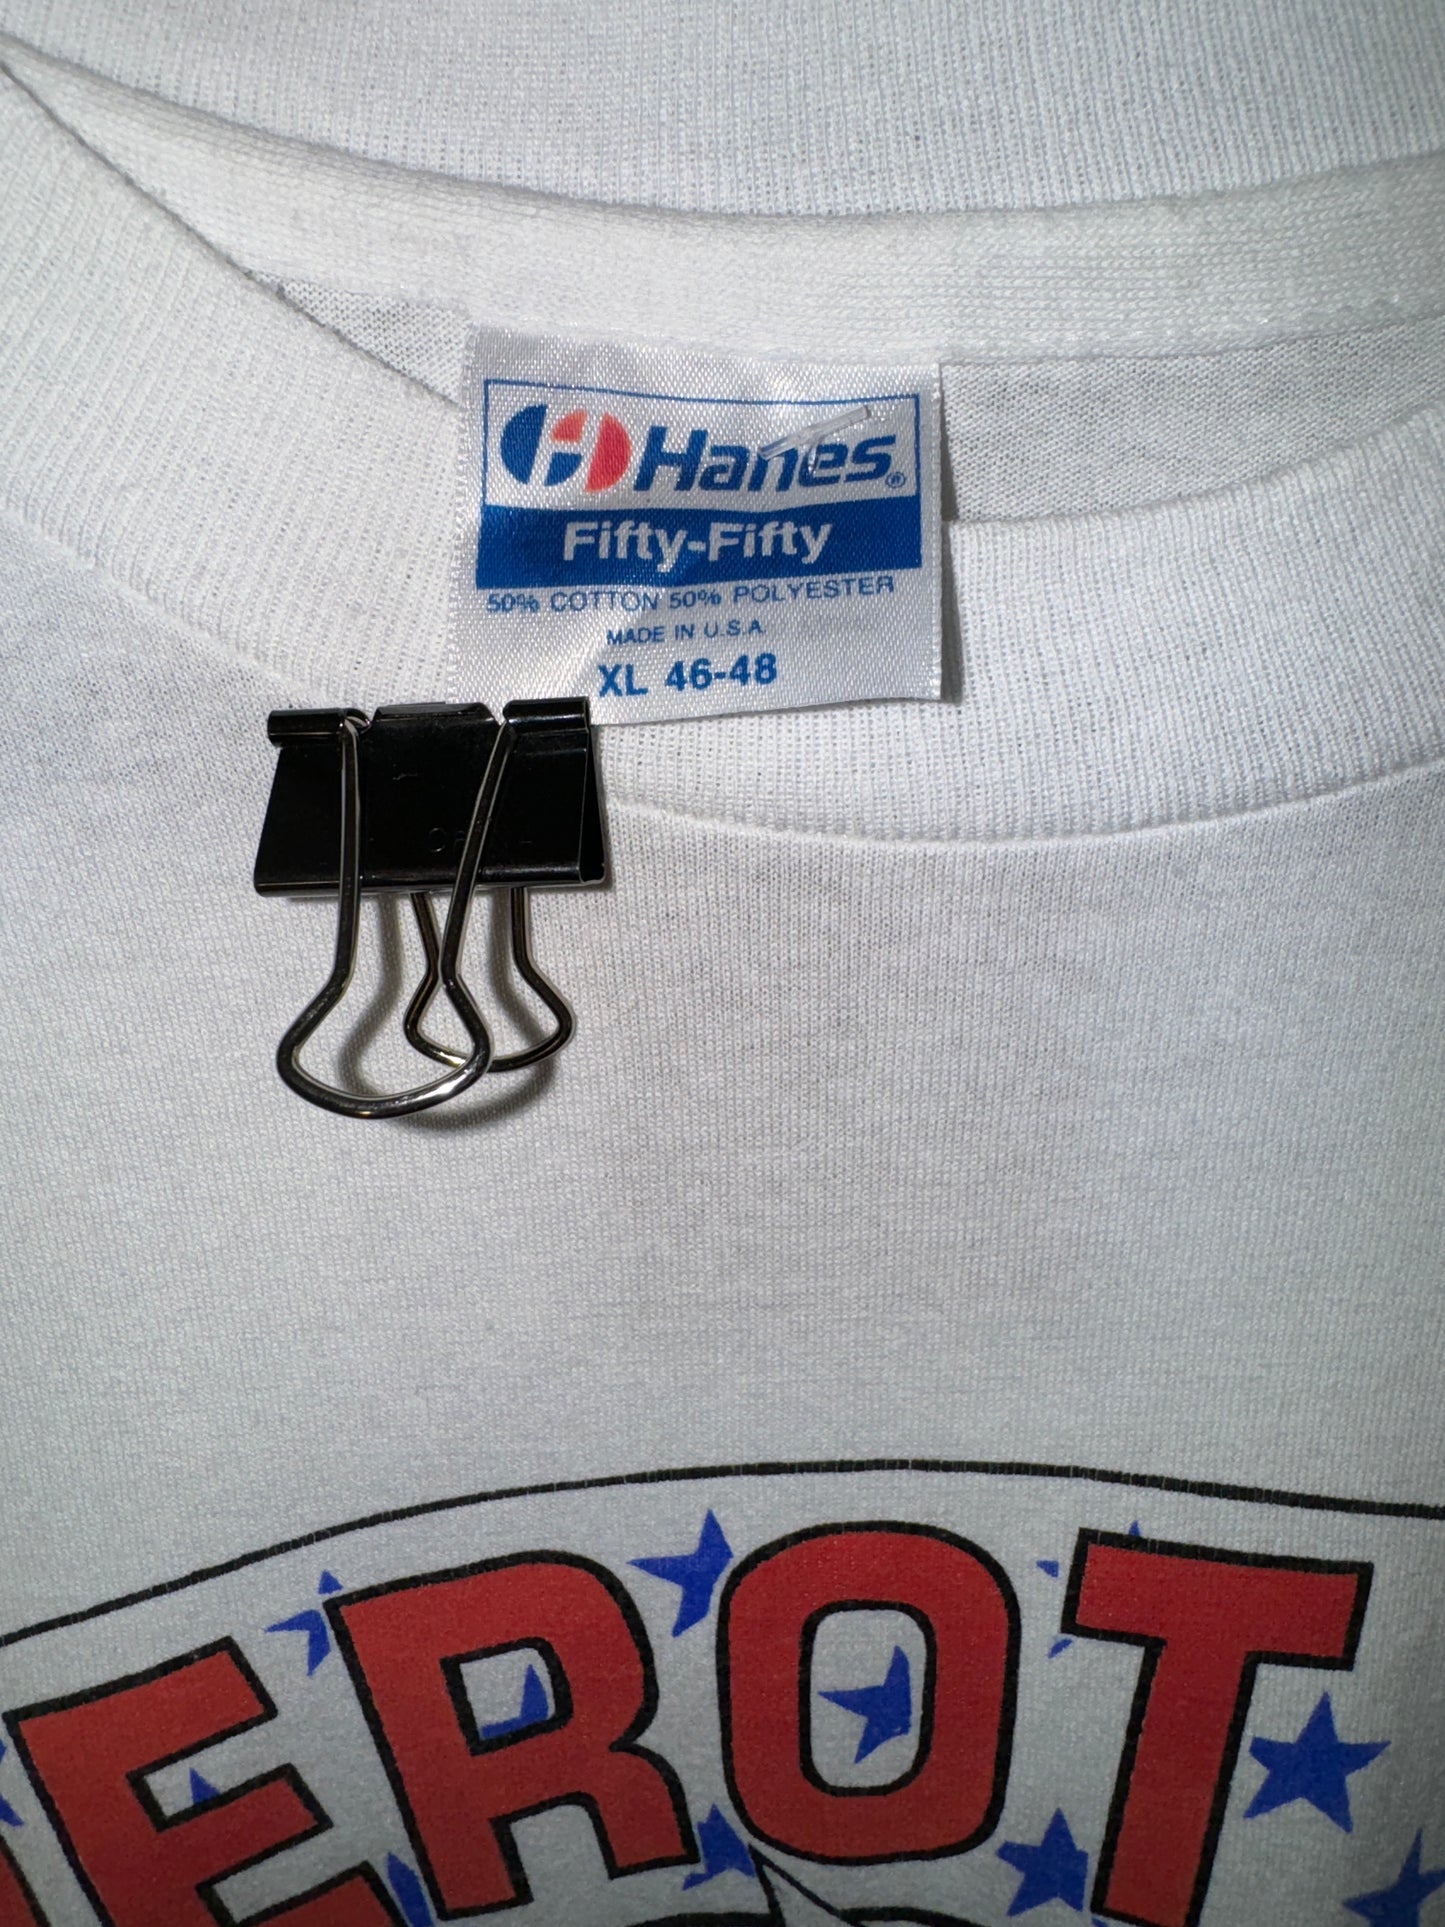 Hanes®
Fifty-Fifty
50% COTTON 50% POLYESTER
MADE IN U.S.A.
XL 46-48
EROT